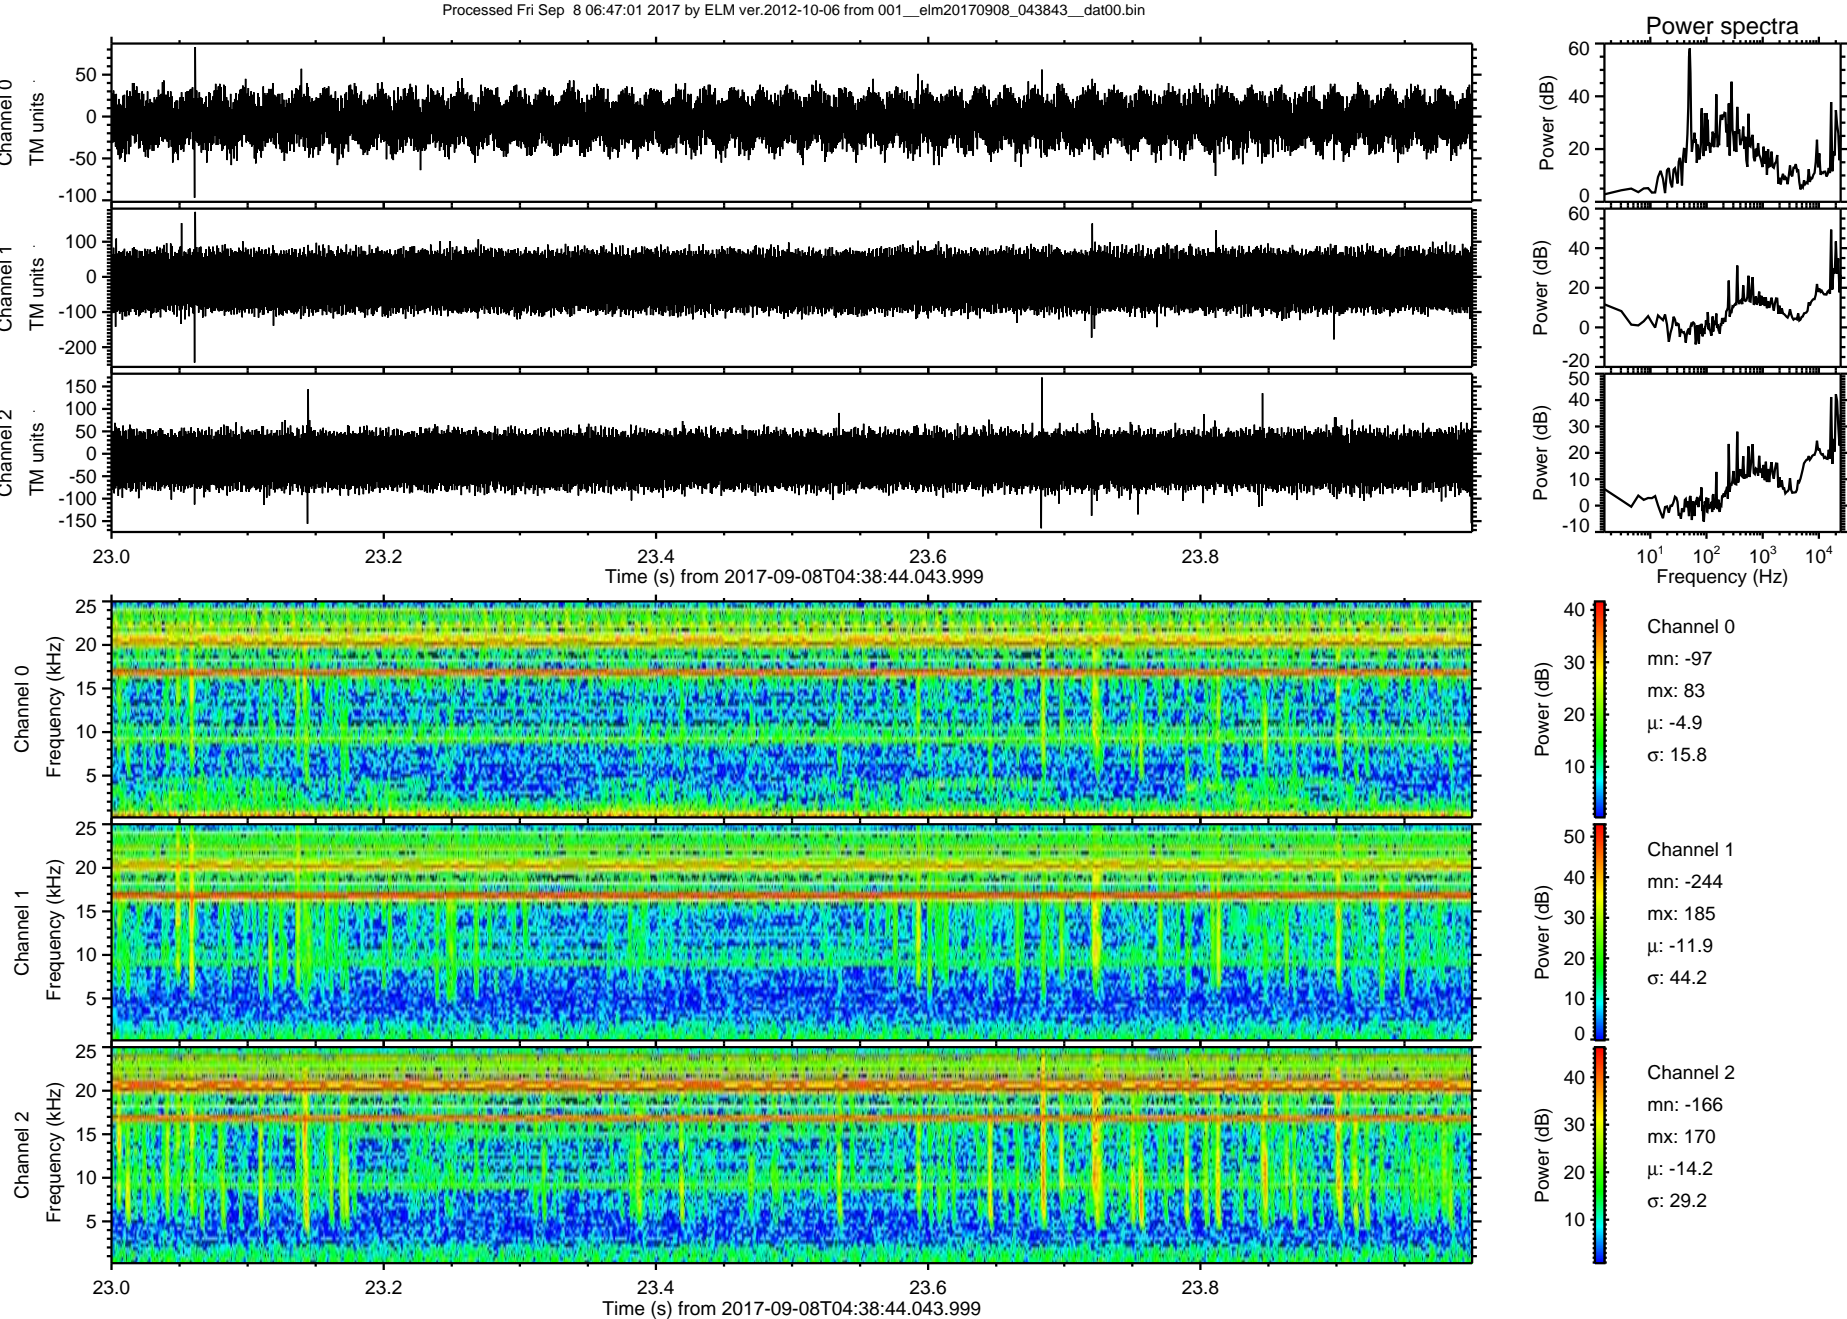 Processed Fri Sep  8 06:47:01 2017 by ELM ver.2012-10-06 from 001__elm20170908_043843__dat00.bin
Power spectra
Channel 0
TM units
50
0
-50
-100
Power (dB)
60
40
20
0
Channel 1
TM units
100
0
-100
-200
Power (dB)
60
40
20
0
-20
Channel 2
TM units
150
100
50
0
-50
-100
-150
Power (dB)
50
40
30
20
10
0
-10
23.0 23.2 23.4 23.6 23.8
Time (s) from 2017-09-08T04:38:44.043.999
10¹ 10² 10³ 10⁴
Frequency (Hz)
Channel 0
Frequency (kHz)
25
20
15
10
5
Power (dB)
40
30
20
10
Channel 0
mn: -97
mx: 83
μ: -4.9
σ: 15.8
Channel 1
Frequency (kHz)
25
20
15
10
5
Power (dB)
50
40
30
20
10
0
Channel 1
mn: -244
mx: 185
μ: -11.9
σ: 44.2
Channel 2
Frequency (kHz)
25
20
15
10
5
Power (dB)
40
30
20
10
Channel 2
mn: -166
mx: 170
μ: -14.2
σ: 29.2
23.0 23.2 23.4 23.6 23.8
Time (s) from 2017-09-08T04:38:44.043.999